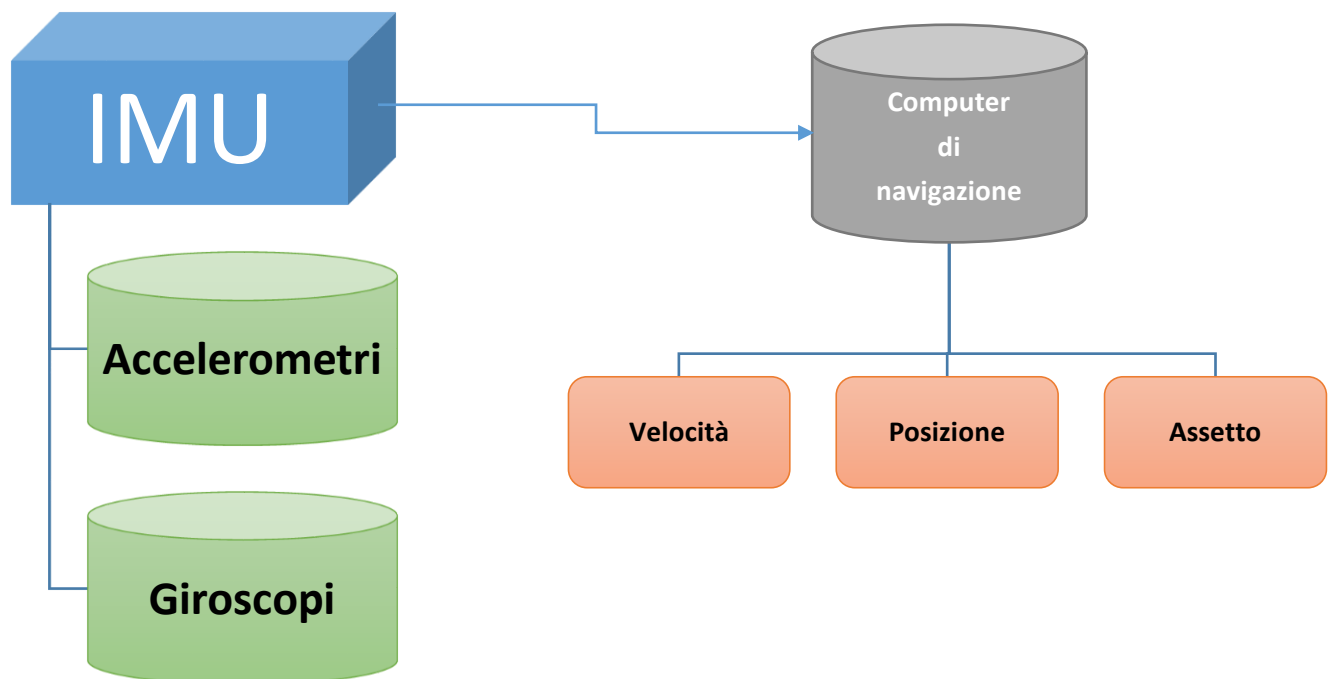 IMU
Computer
di
navigazione
Accelerometri
Velocità
Posizione
Assetto
Giroscopi